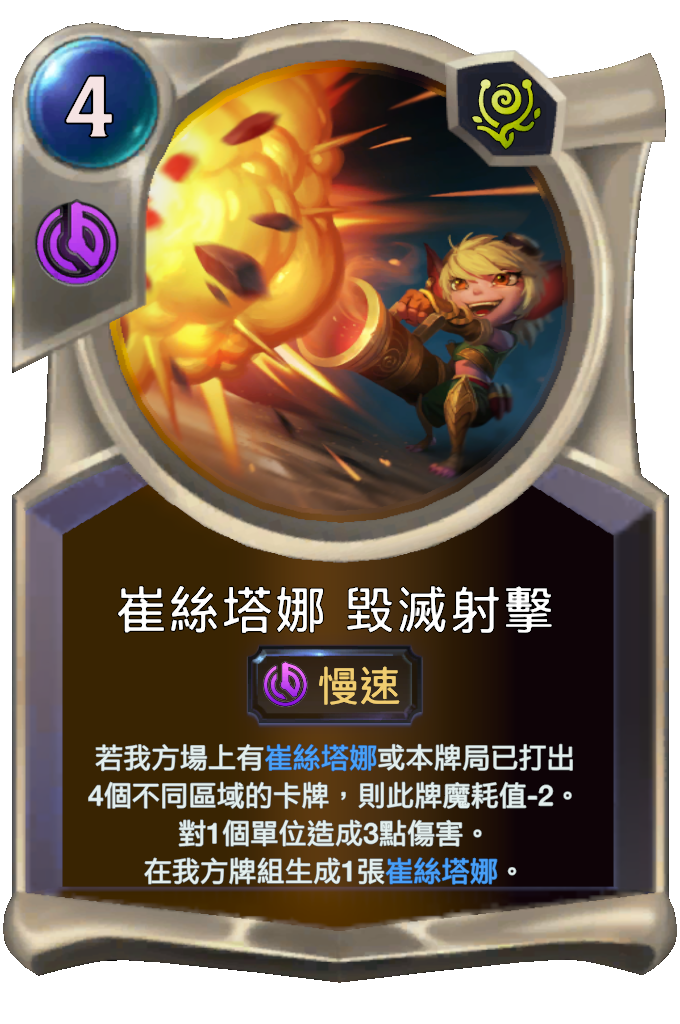 4
崔絲塔娜 毀滅射擊
慢速
若我方場上有崔絲塔娜或本牌局已打出
4個不同區域的卡牌，則此牌魔耗值-2。
對1個單位造成3點傷害。
在我方牌組生成1張崔絲塔娜。